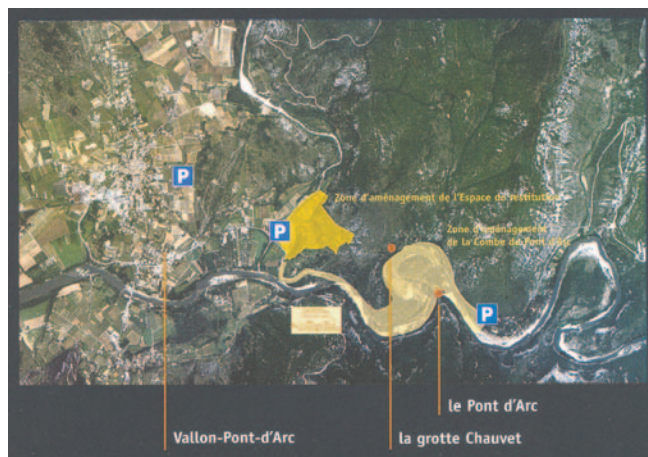 P
Zone d'aménagement de l'Espace de restitution
P
Zone d'aménagement
de la Combe de Pont d'Arc
P
le Pont d'Arc
Vallon-Pont-d'Arc
la grotte Chauvet